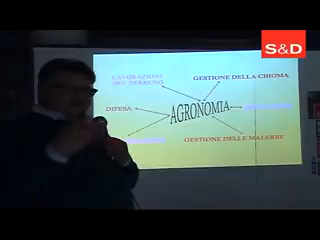 S&D
LAVORAZIONI
DEL TERRENO
GESTIONE DELLA CHIOMA
DIFESA
AGRONOMIA
GESTIONE DELLE MALERBE